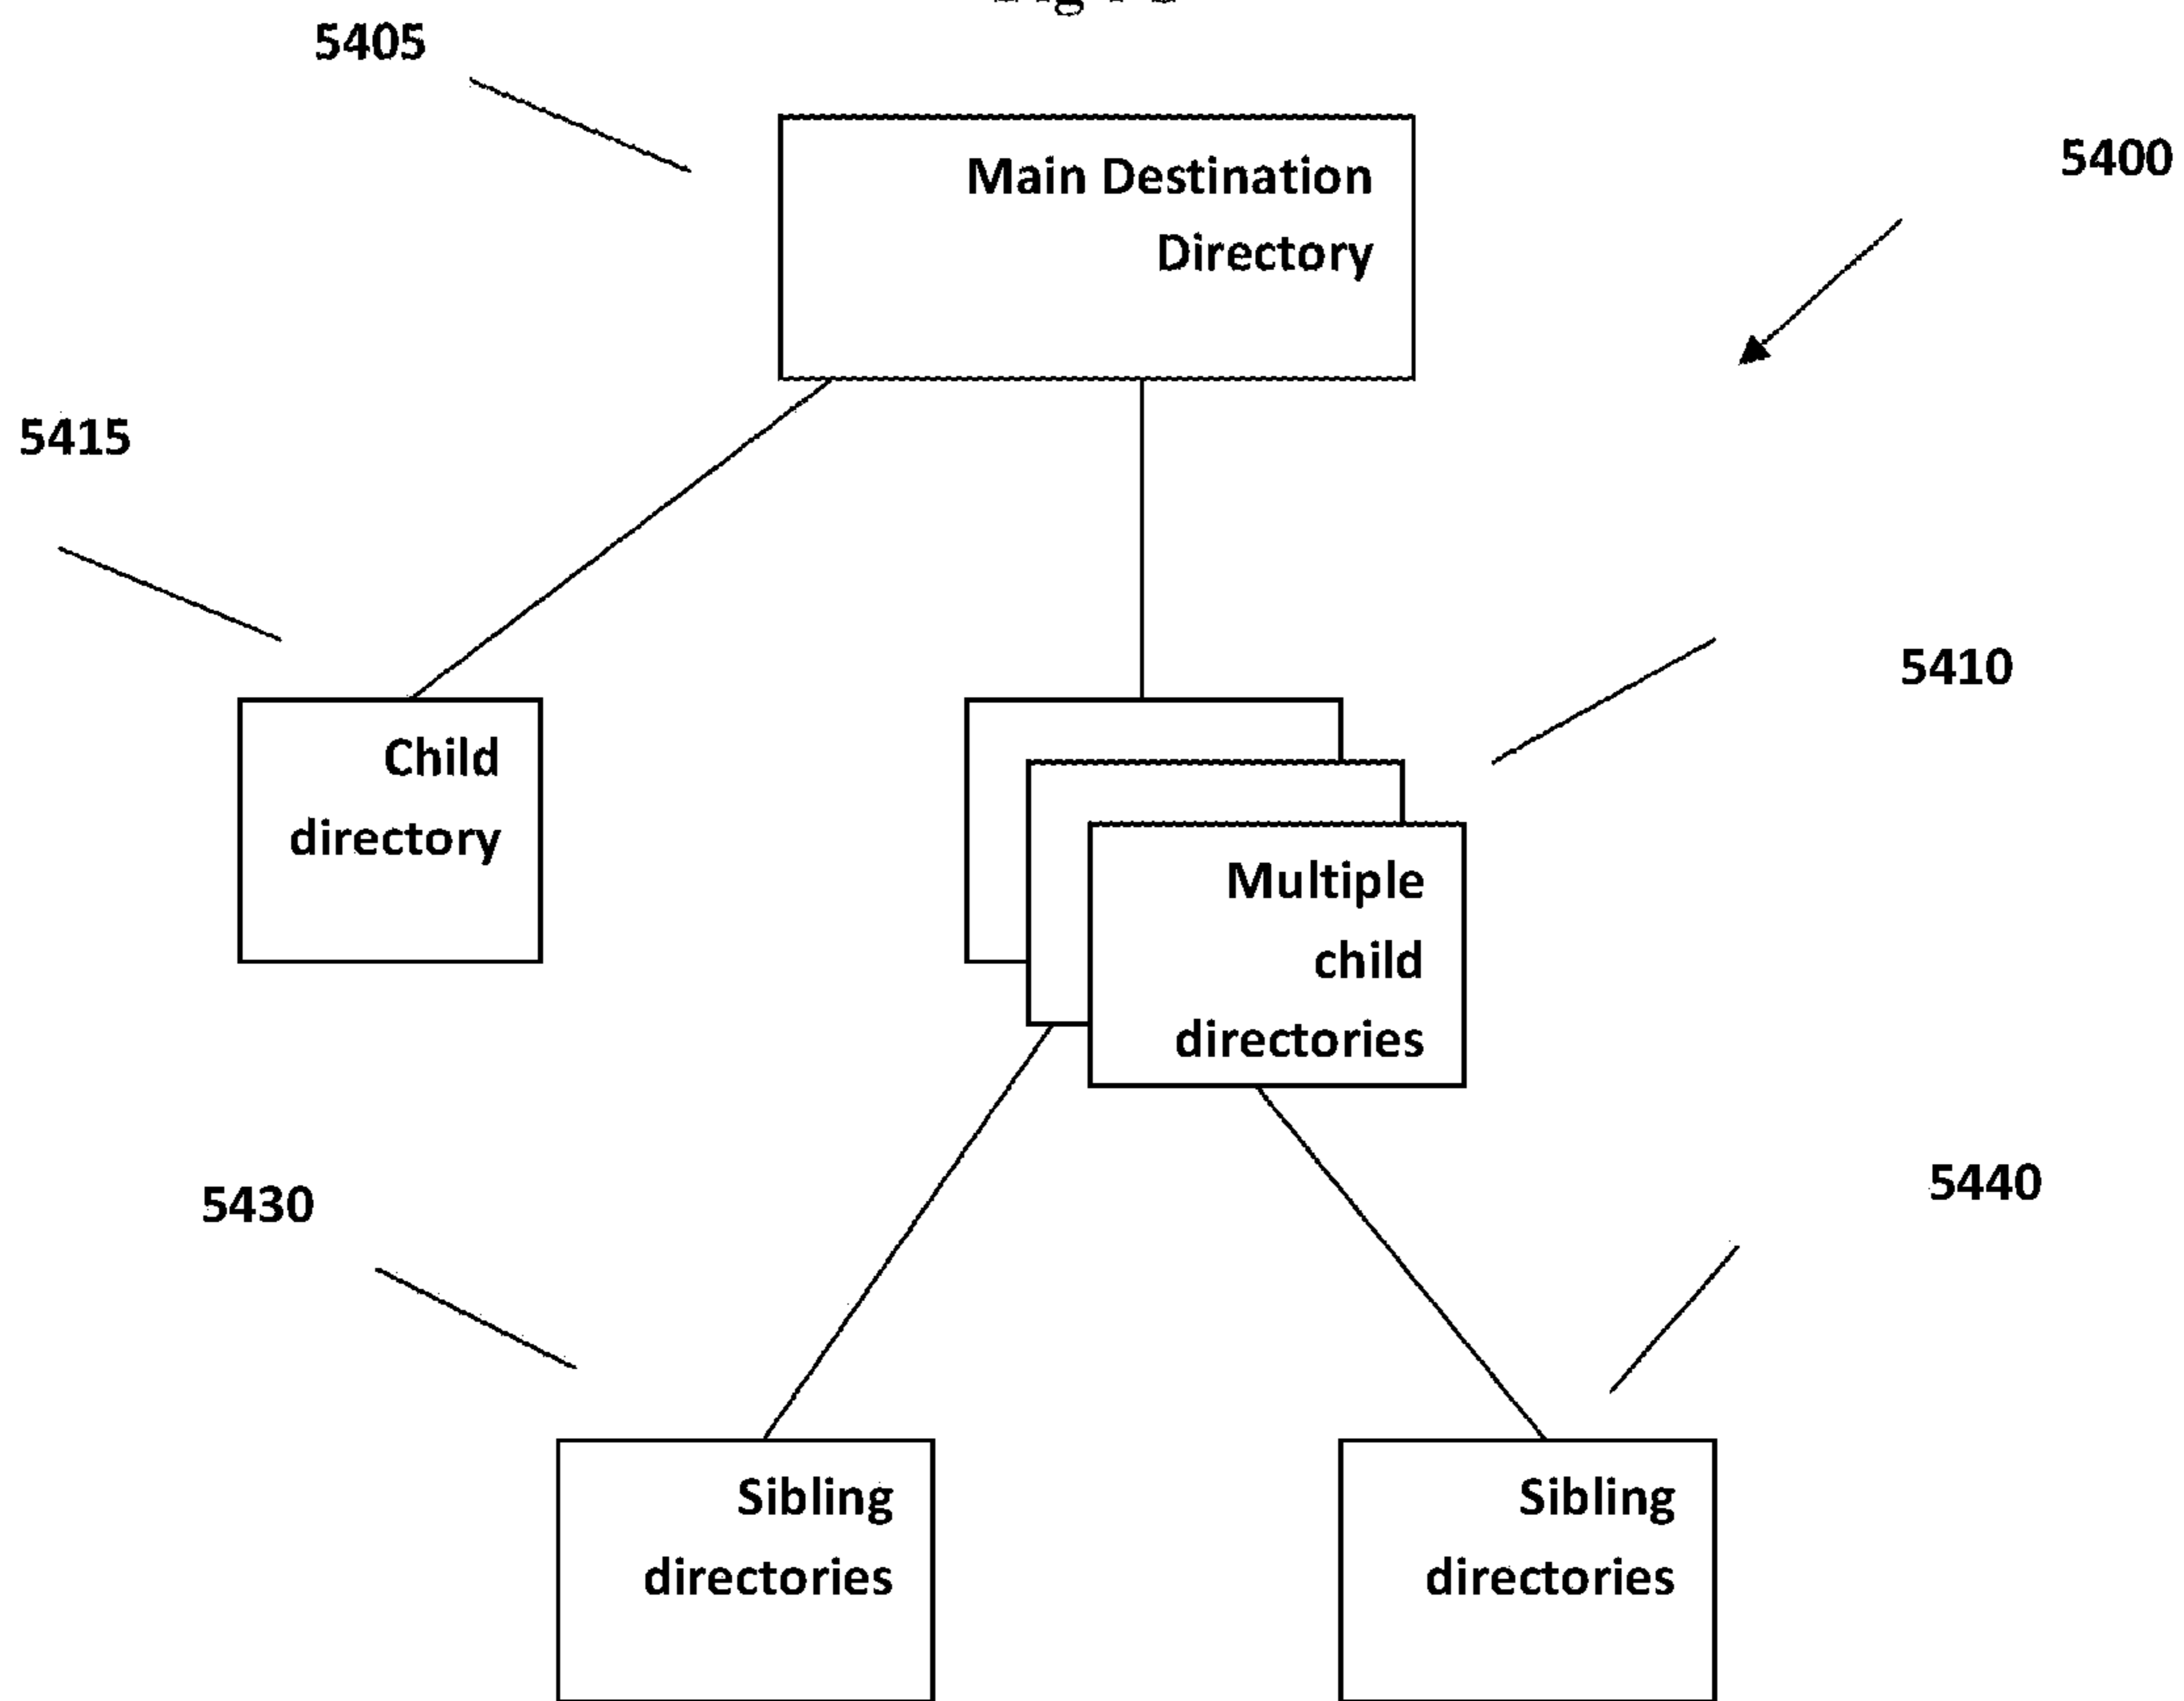 5405
Main Destination
Directory
5400
5415
5410
Child
directory
Multiple
child
directories
5430
5440
Sibling
directories
Sibling
directories